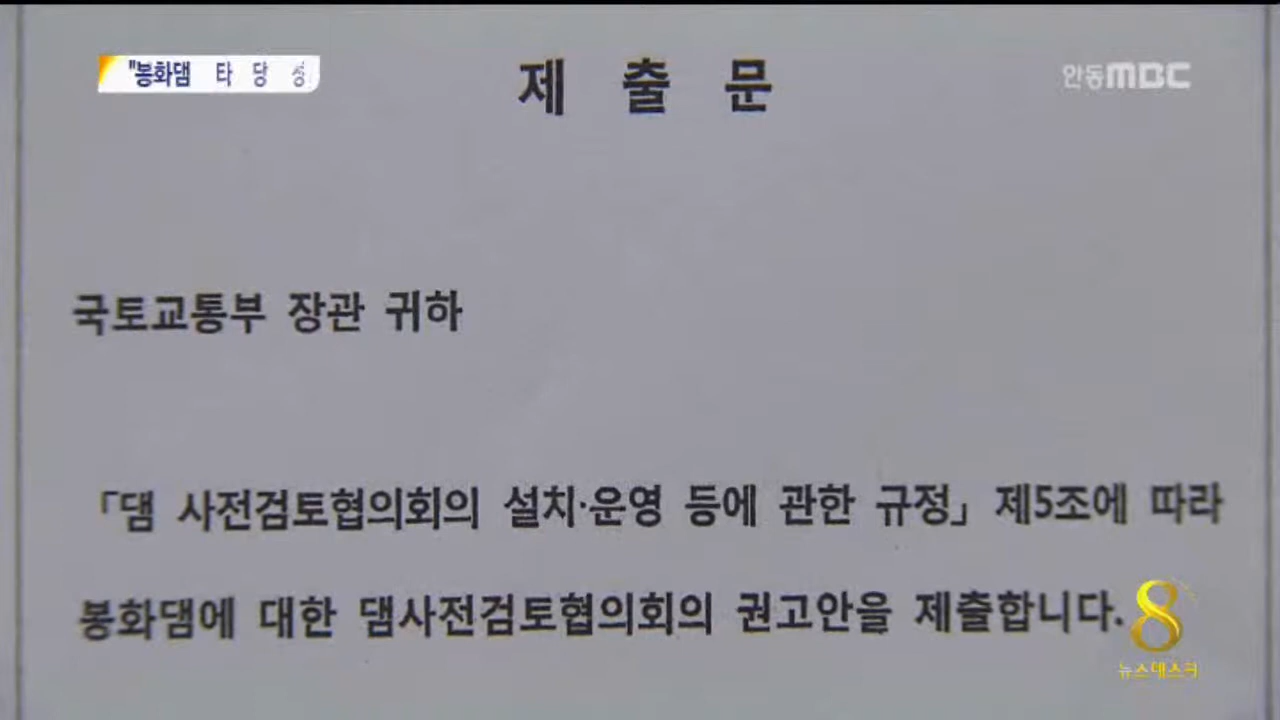 "봉화댐 타 당 성
제 출 문
안동MBC
국토교통부 장관 귀하
「댐 사전검토협의회의 설치·운영 등에 관한 규정」 제5조에 따라
봉화댐에 대한 댐사전검토협의회의 권고안을 제출합니다.
8
뉴스데스크